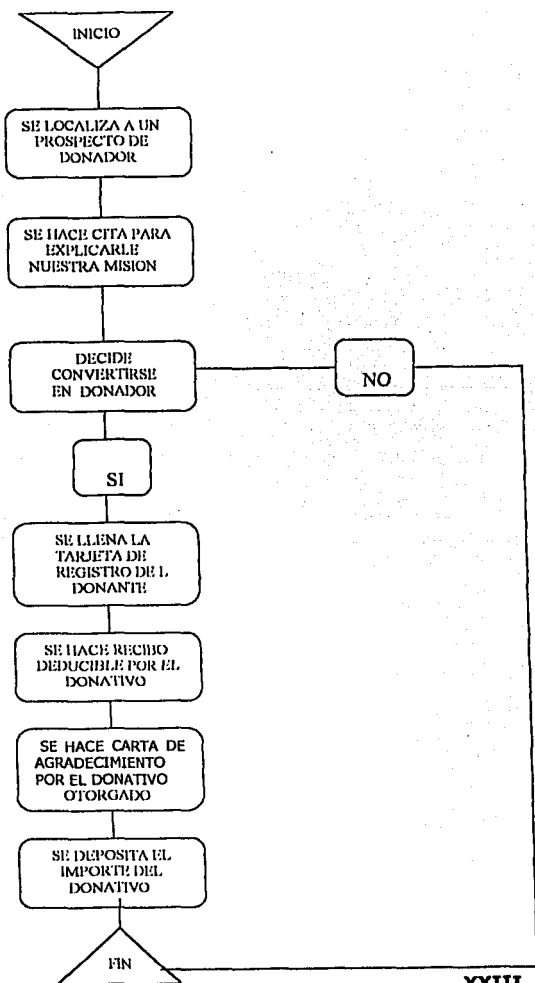 INICIO
SE LOCALIZA A UN
PROSPECTO DE
DONADOR
SE HACE CITA PARA
EXPLICARLE
NUESTRA MISION
DECIDE
CONVERTIRSE
EN DONADOR
NO
SI
SE LLENA LA
TARJETA DE
REGISTRO DE L
DONANTE
SE HACE RECIBO
DEDUCIBLE POR EL
DONATIVO
SE HACE CARTA DE
AGRADECIMIENTO
POR EL DONATIVO
OTORGADO
SE DEPOSITA EL
IMPORTE DEL
DONATIVO
FIN
XXIII